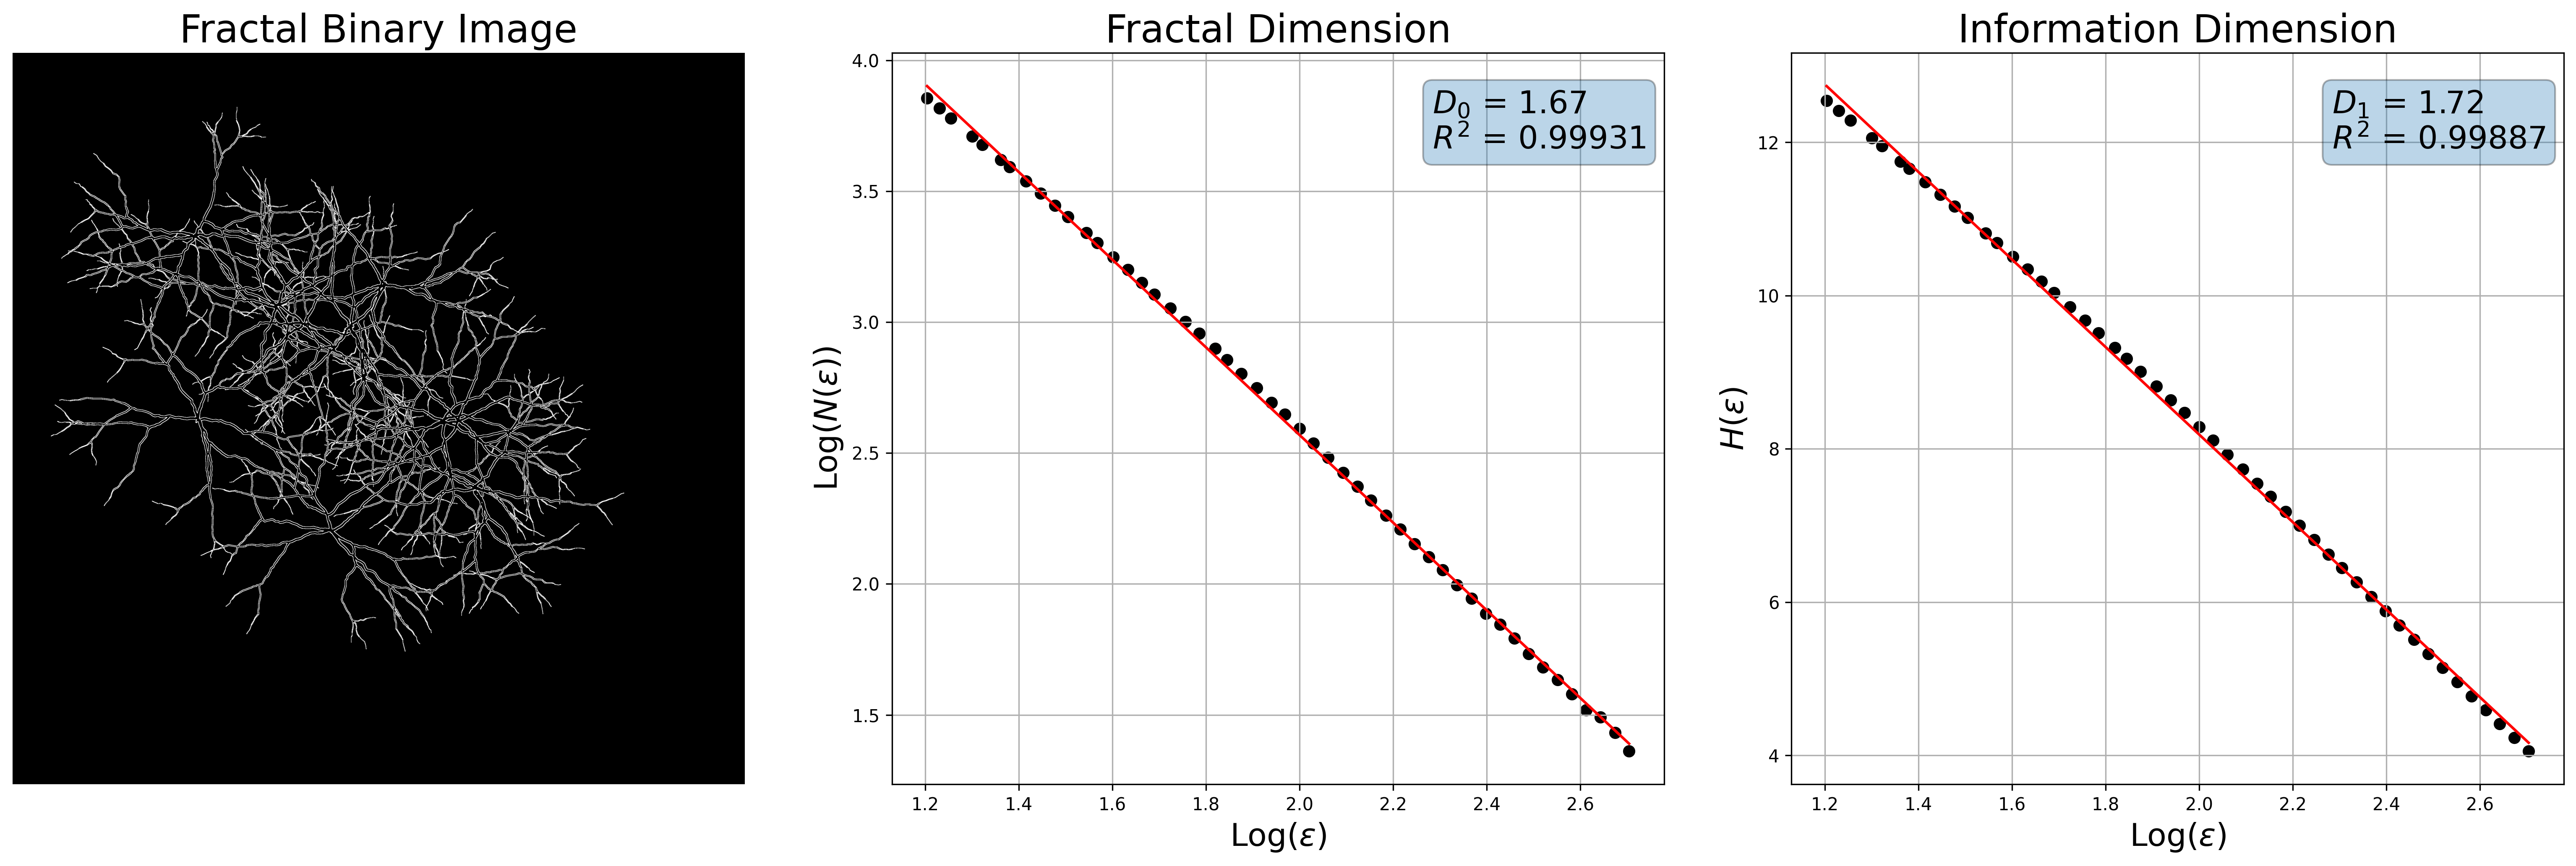 Fractal Binary Image
Fractal Dimension
4.0
3.5
3.0
2.5
2.0
1.5
Log(N(ε))
D₀ = 1.67
R² = 0.99931
1.2 1.4 1.6 1.8 2.0 2.2 2.4 2.6
Log(ε)
Information Dimension
12
10
8
6
4
H(ε)
D₁ = 1.72
R² = 0.99887
1.2 1.4 1.6 1.8 2.0 2.2 2.4 2.6
Log(ε)